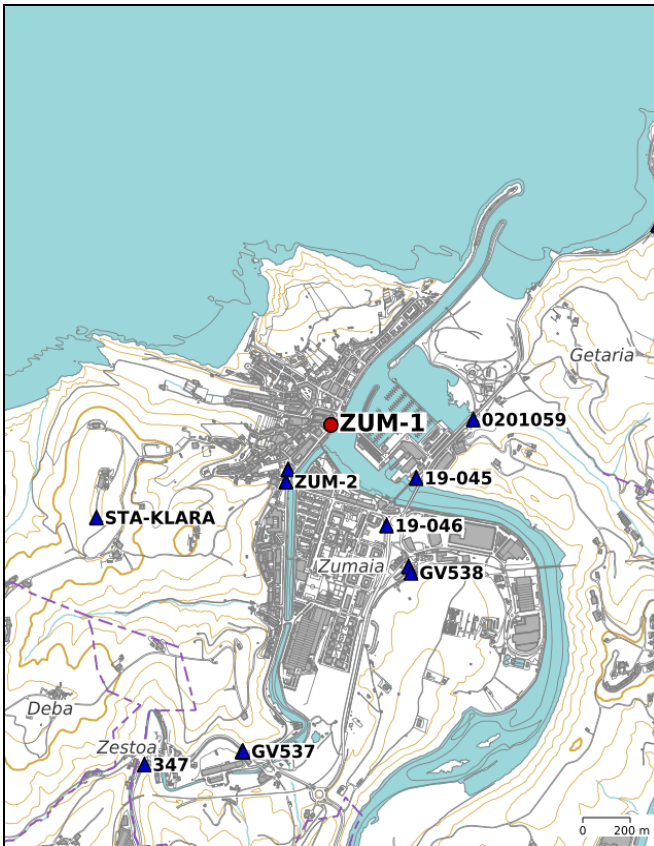 Getaria
ZUM-1
0201059
ZUM-2
19-045
STA-KLARA
19-046
Zumaia
GV538
Deba
Zestoa
GV537
347
0 200 m